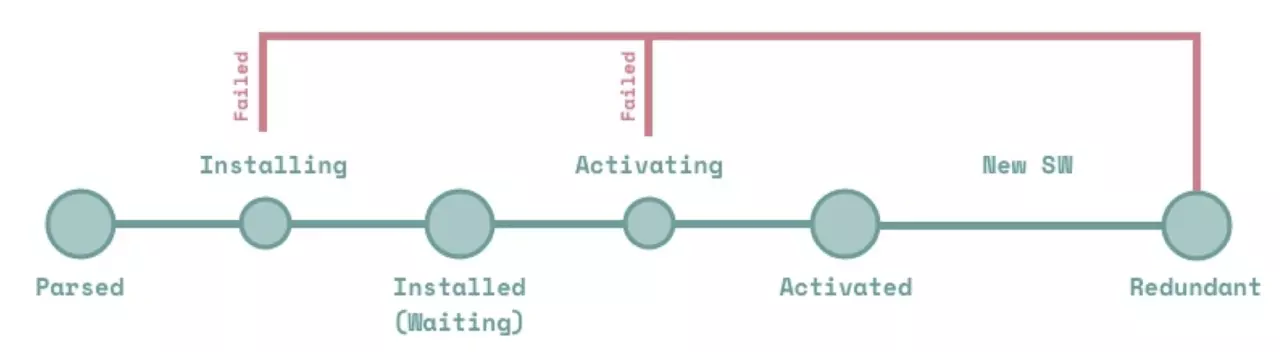 Failed
Failed
Installing
Activating
New SW
Parsed
Installed
(Waiting)
Activated
Redundant